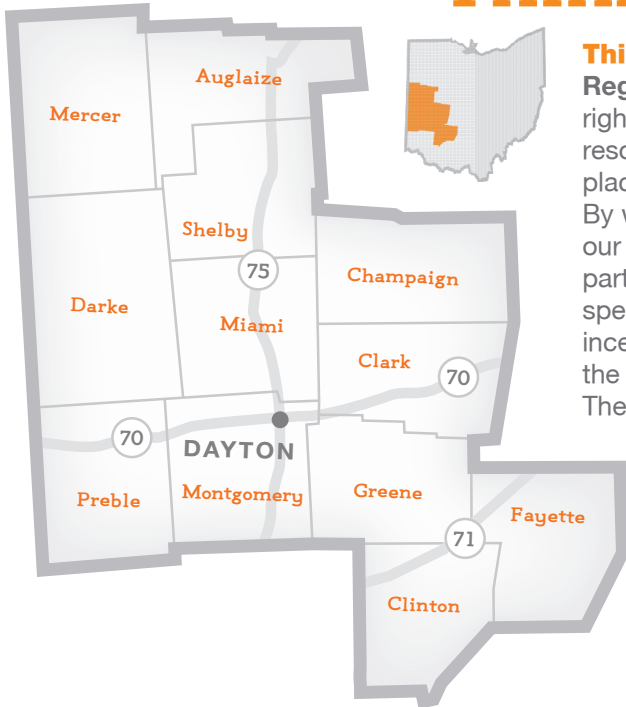 Auglaize
Mercer
Shelby
75
Champaign
Darke
Miami
Clark
70
70
DAYTON
Preble
Montgomery
Greene
Fayette
71
Clinton
Thi
Reg
righ
reso
plac
By w
our
part
spe
ince
the
The